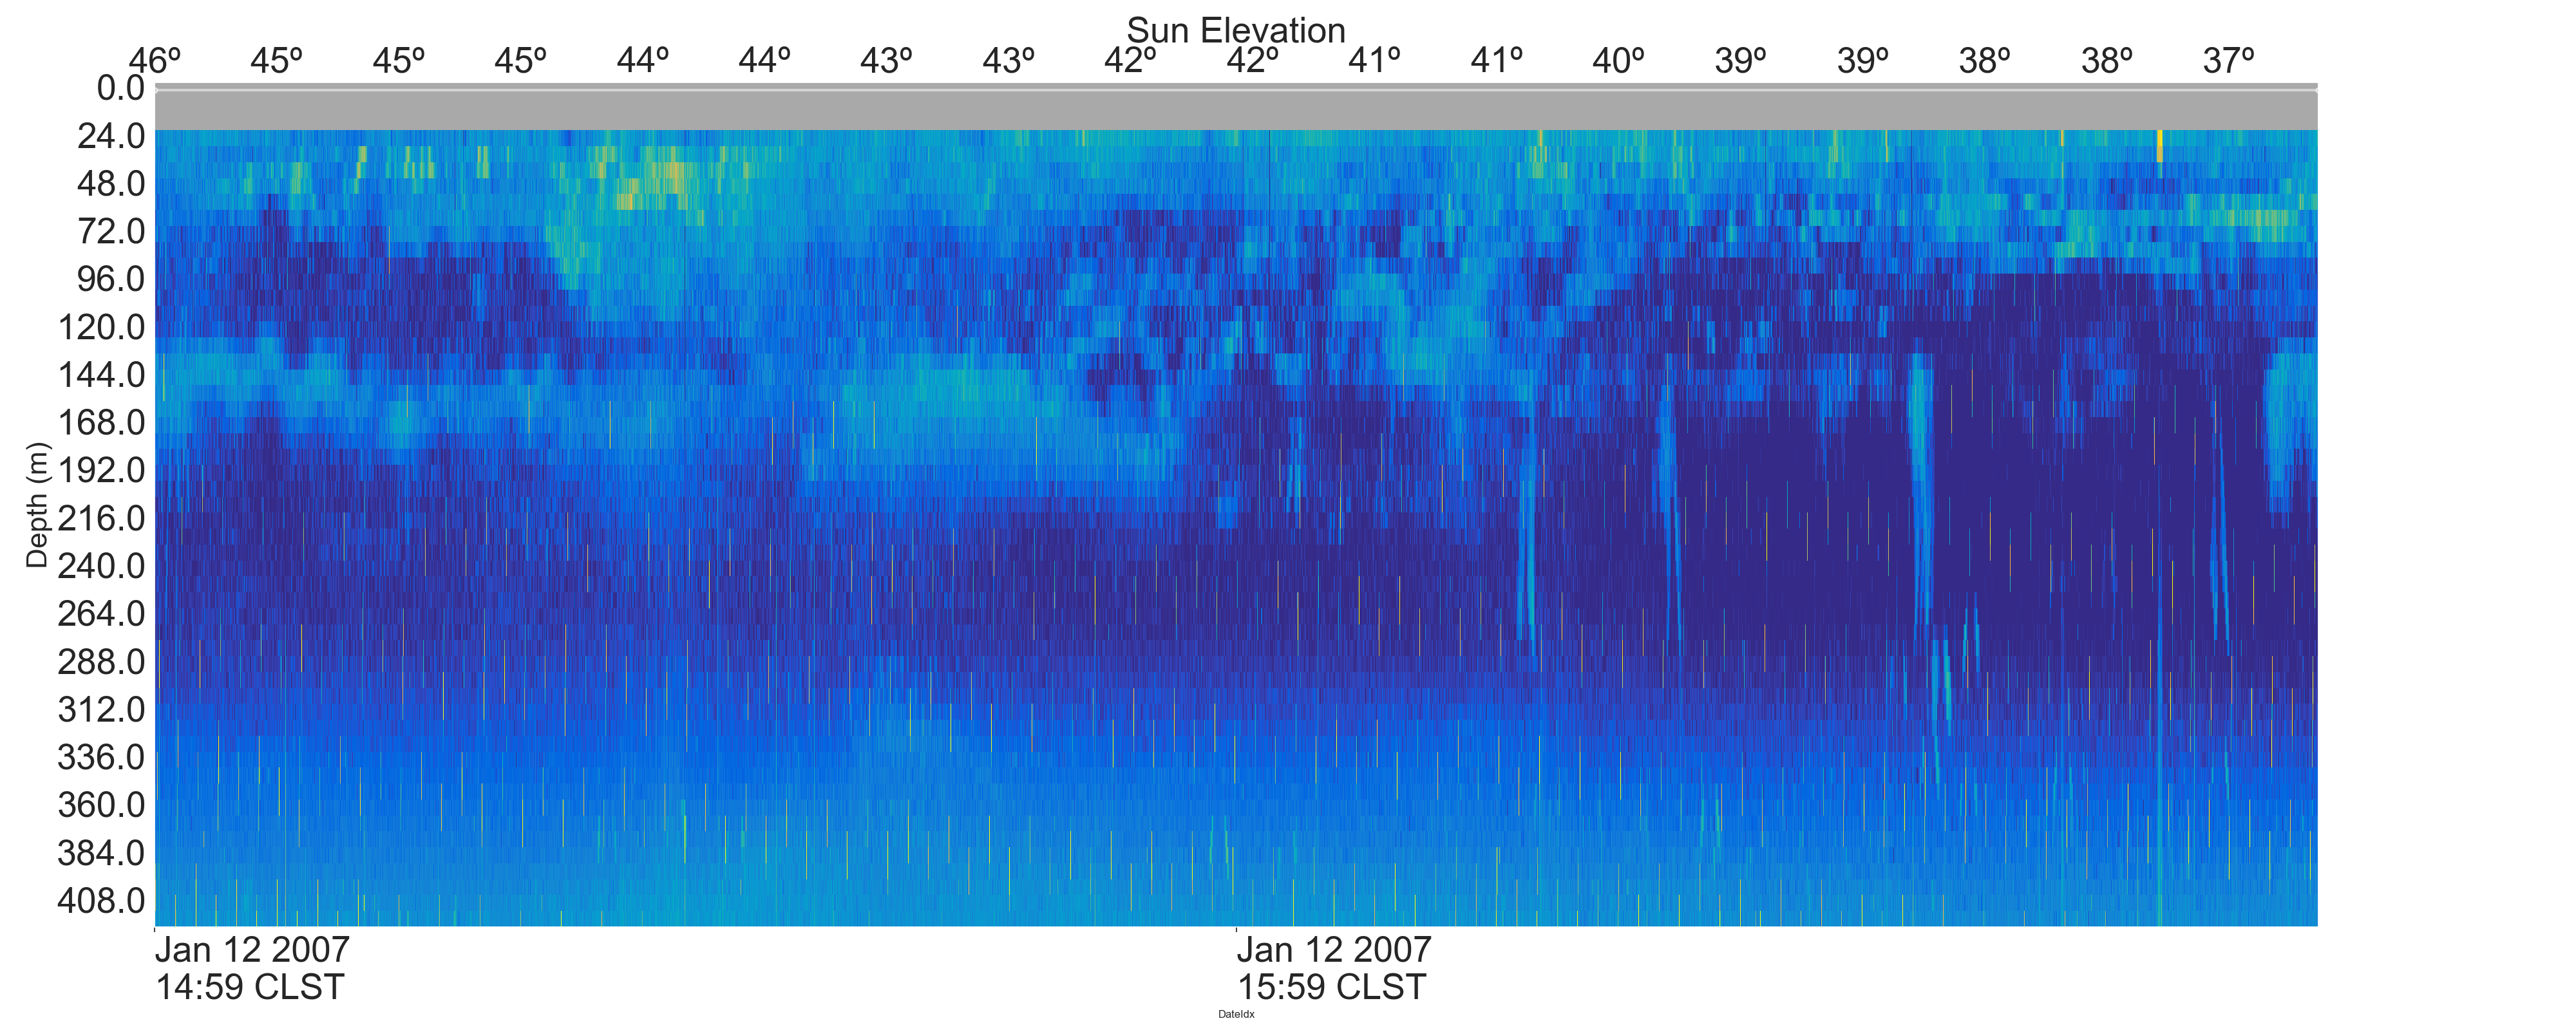 Sun Elevation
46º 45º 45º 45º 44º 44º 43º 43º 42º 42º 41º 41º 40º 39º 39º 38º 38º 37º
0.0
24.0
48.0
72.0
96.0
120.0
144.0
168.0
192.0
216.0
240.0
264.0
288.0
312.0
336.0
360.0
384.0
408.0
Depth (m)
Jan 12 2007
14:59 CLST
Jan 12 2007
15:59 CLST
DateIdx